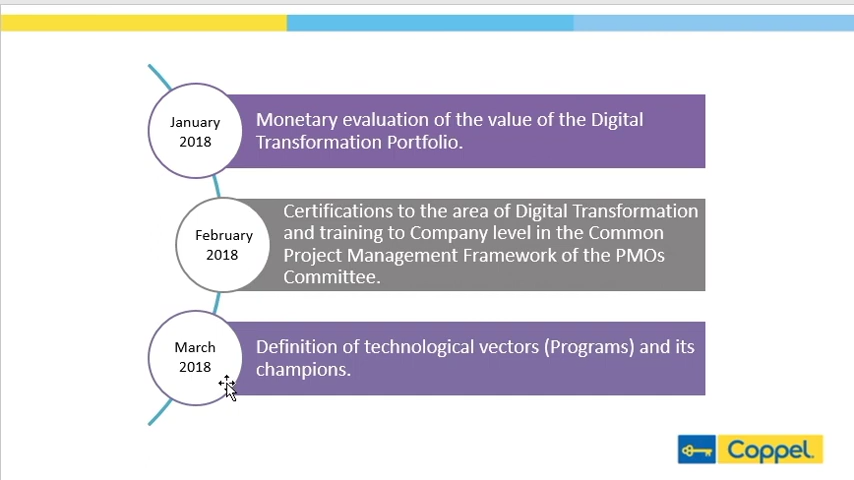 January
2018
Monetary evaluation of the value of the Digital
Transformation Portfolio.
February
2018
Certifications to the area of Digital Transformation
and training to Company level in the Common
Project Management Framework of the PMOs
Committee.
March
2018
Definition of technological vectors (Programs) and its
champions.
Coppel.